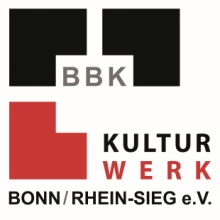 BBK
KULTUR
WERK
BONN/RHEIN-SIEG e.V.